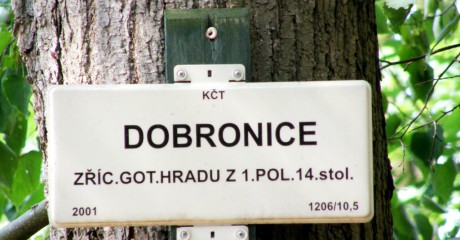 KČT
DOBRONICE
ZŘÍC.GOT.HRADU Z 1.POL.14.stol.
2001 1206/10,5